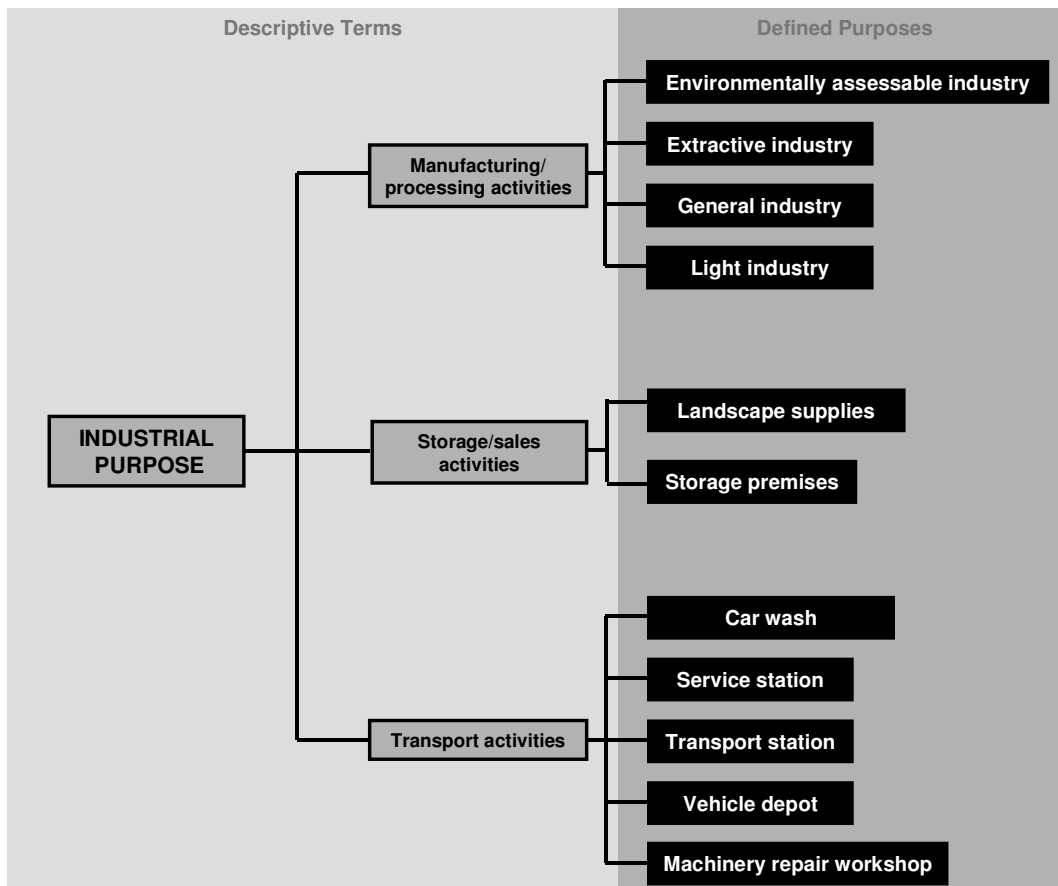 Descriptive Terms
Defined Purposes
Environmentally assessable industry
Extractive industry
Manufacturing/
processing activities
General industry
Light industry
INDUSTRIAL
PURPOSE
Storage/sales
activities
Landscape supplies
Storage premises
Car wash
Service station
Transport activities
Transport station
Vehicle depot
Machinery repair workshop